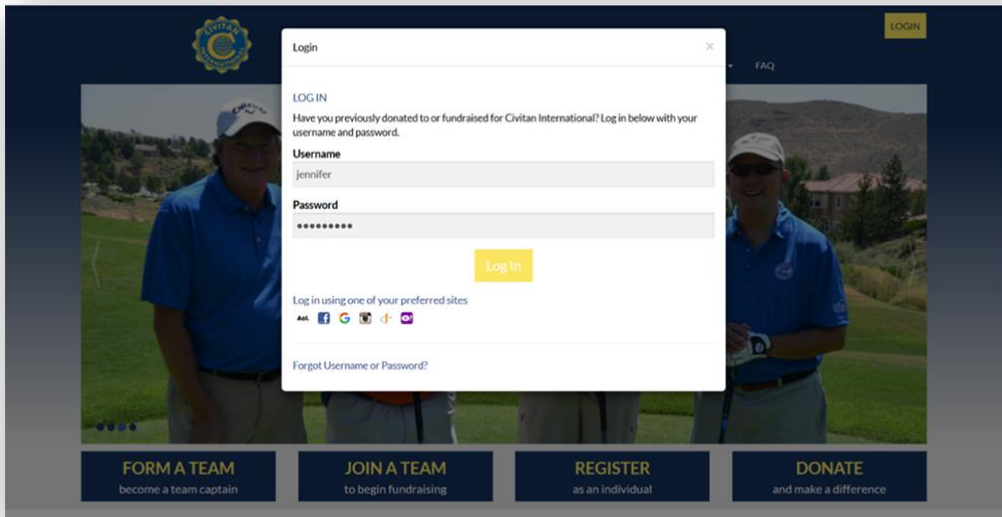 CIVITAN
INTERNATIONAL
LOGIN
FAQ
Login
×
LOG IN
Have you previously donated to or fundraised for Civitan International? Log in below with your
username and password.
Username
jennifer
Password
•••••••••
Log In
Log in using one of your preferred sites
Aol.
Forgot Username or Password?
FORM A TEAM
become a team captain
JOIN A TEAM
to begin fundraising
REGISTER
as an individual
DONATE
and make a difference